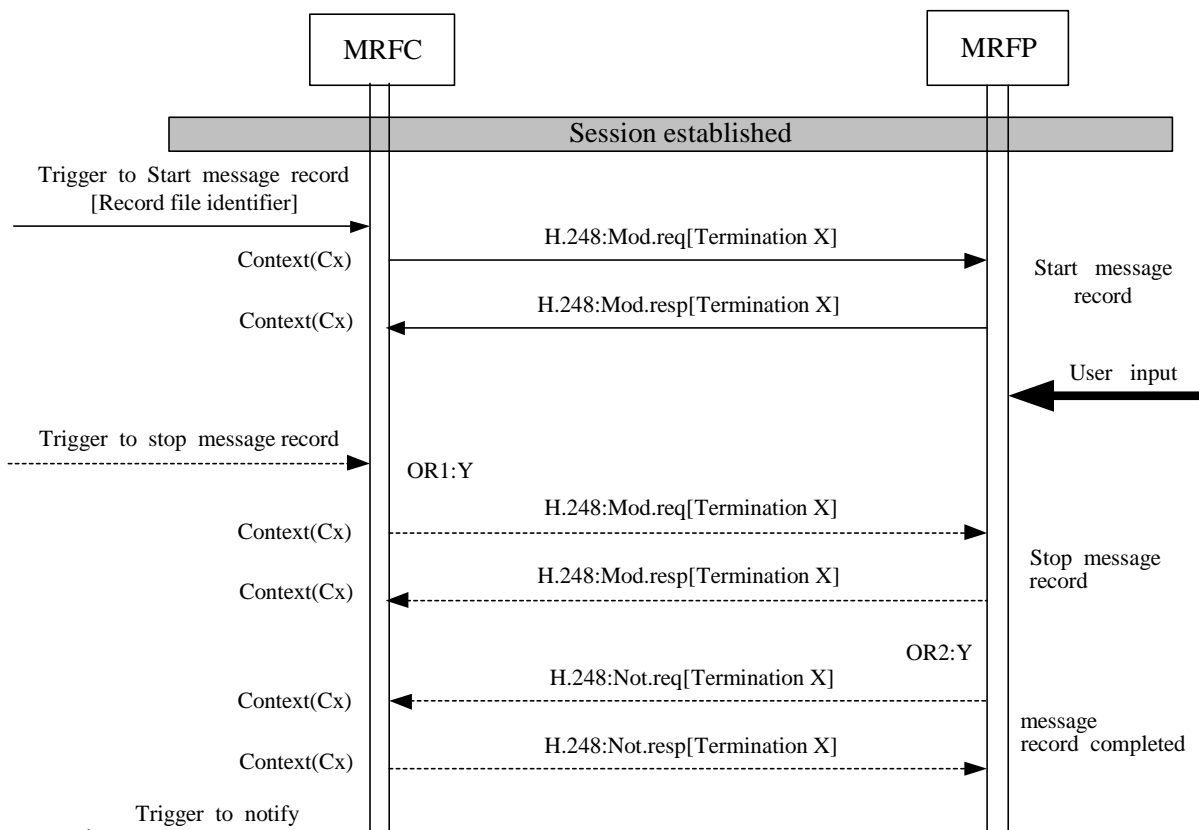 MRFC
MRFP
Session established
Trigger to Start message record
[Record file identifier]
H.248:Mod.req[Termination X]
Context(Cx)
Start message
record
H.248:Mod.resp[Termination X]
Context(Cx)
User input
Trigger to stop message record
OR1:Y
H.248:Mod.req[Termination X]
Context(Cx)
Stop message
record
H.248:Mod.resp[Termination X]
Context(Cx)
OR2:Y
H.248:Not.req[Termination X]
Context(Cx)
message
record completed
H.248:Not.resp[Termination X]
Context(Cx)
Trigger to notify